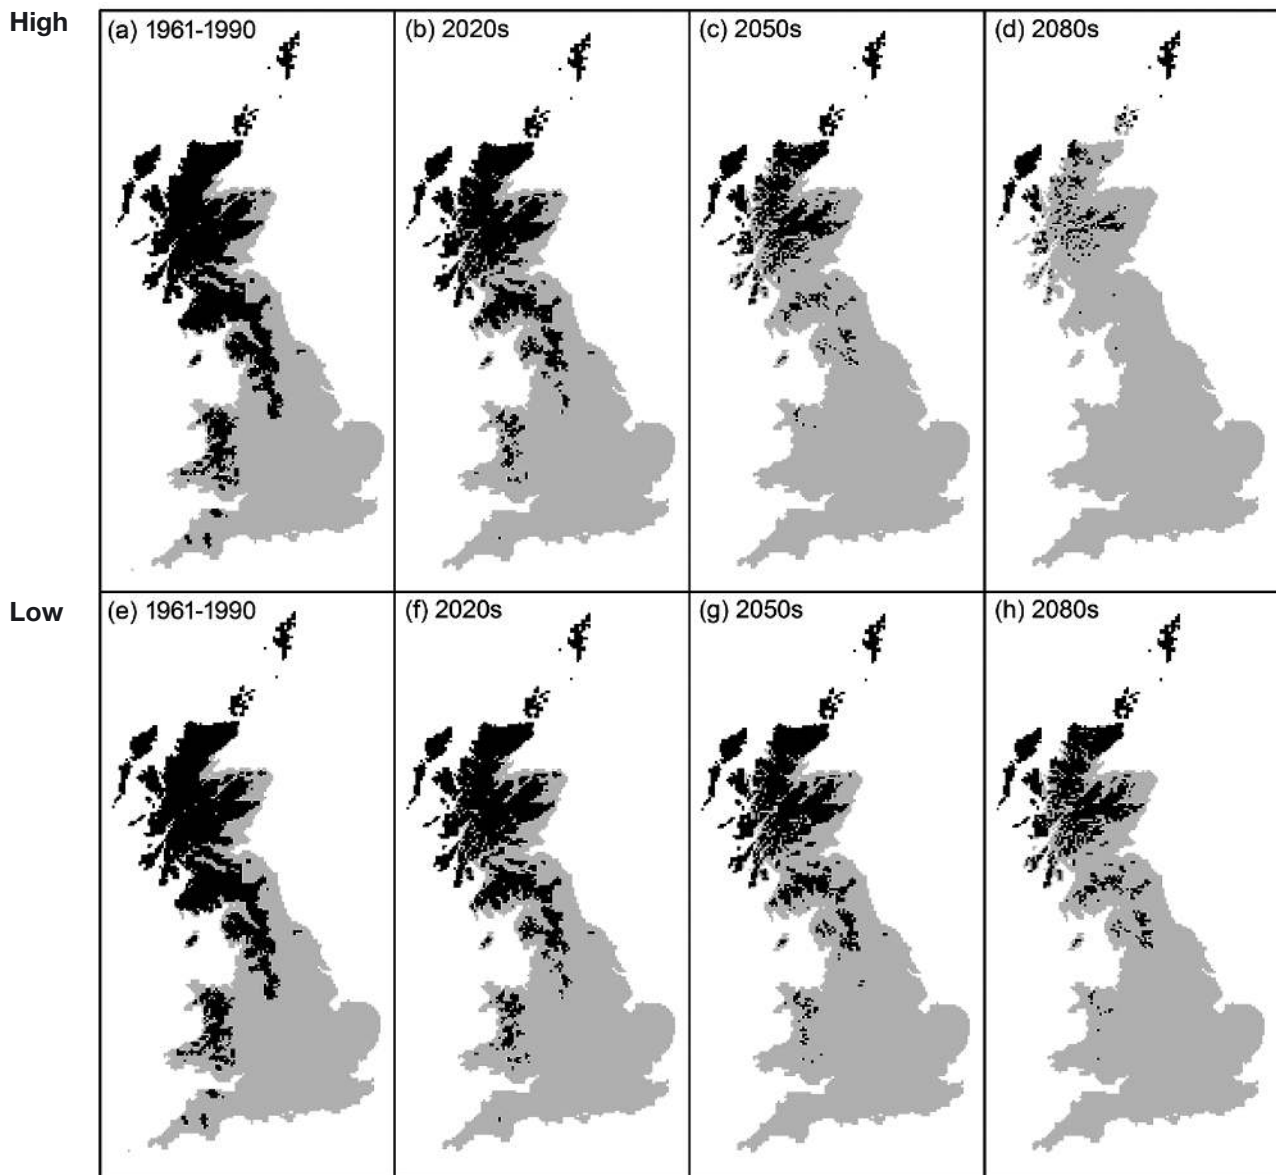 High
(a) 1961-1990
(b) 2020s
(c) 2050s
(d) 2080s
Low
(e) 1961-1990
(f) 2020s
(g) 2050s
(h) 2080s